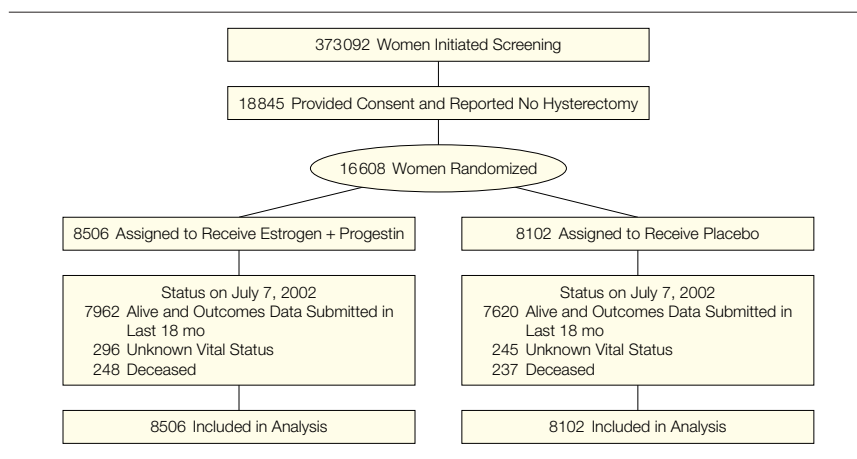 373092 Women Initiated Screening
18845 Provided Consent and Reported No Hysterectomy
16608 Women Randomized
8506 Assigned to Receive Estrogen + Progestin
Status on July 7, 2002
7962 Alive and Outcomes Data Submitted in
Last 18 mo
296 Unknown Vital Status
248 Deceased
8506 Included in Analysis
8102 Assigned to Receive Placebo
Status on July 7, 2002
7620 Alive and Outcomes Data Submitted in
Last 18 mo
245 Unknown Vital Status
237 Deceased
8102 Included in Analysis